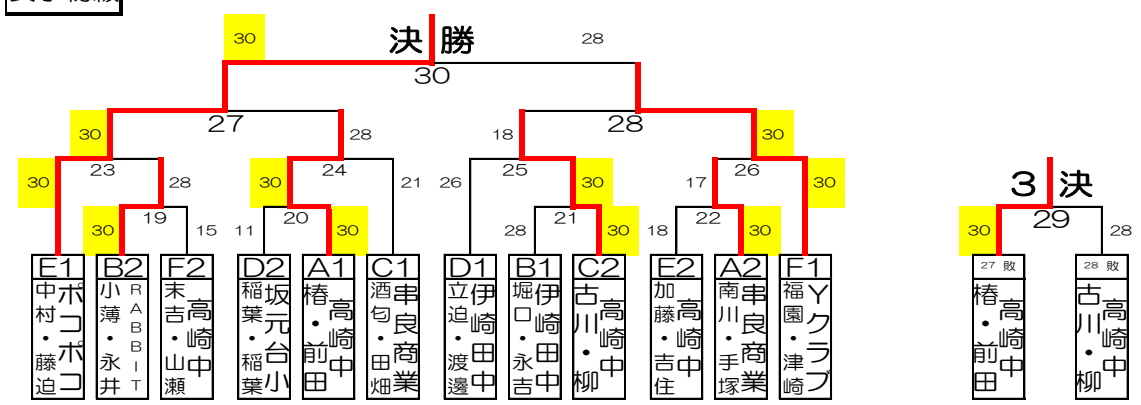 30 決勝 28
30
30 27 28 18 28 30
30 23 28 30 24 21 26 25 30 17 26 30
3決
30 19 15 11 20 30 28 21 30 18 22 30
30 29 28
E1 B2 F2 D2 A1 C1 D1 B1 C2 E2 A2 F1
27 敗 28 敗
ポコポコ
中村・藤迫
RABBIT
小薄・永井
高崎中
末吉・山瀬
坂元台小
稲葉・稲葉
高崎中
椿・前田
串良商業
酒匂・田畑
伊崎田中
立迫・渡邊
伊崎田中
堀口・永吉
高崎中
古川・柳
高崎中
加藤・吉住
串良商業
南川・手塚
Yクラブ
福園・津崎
高崎中
椿・前田
高崎中
古川・柳